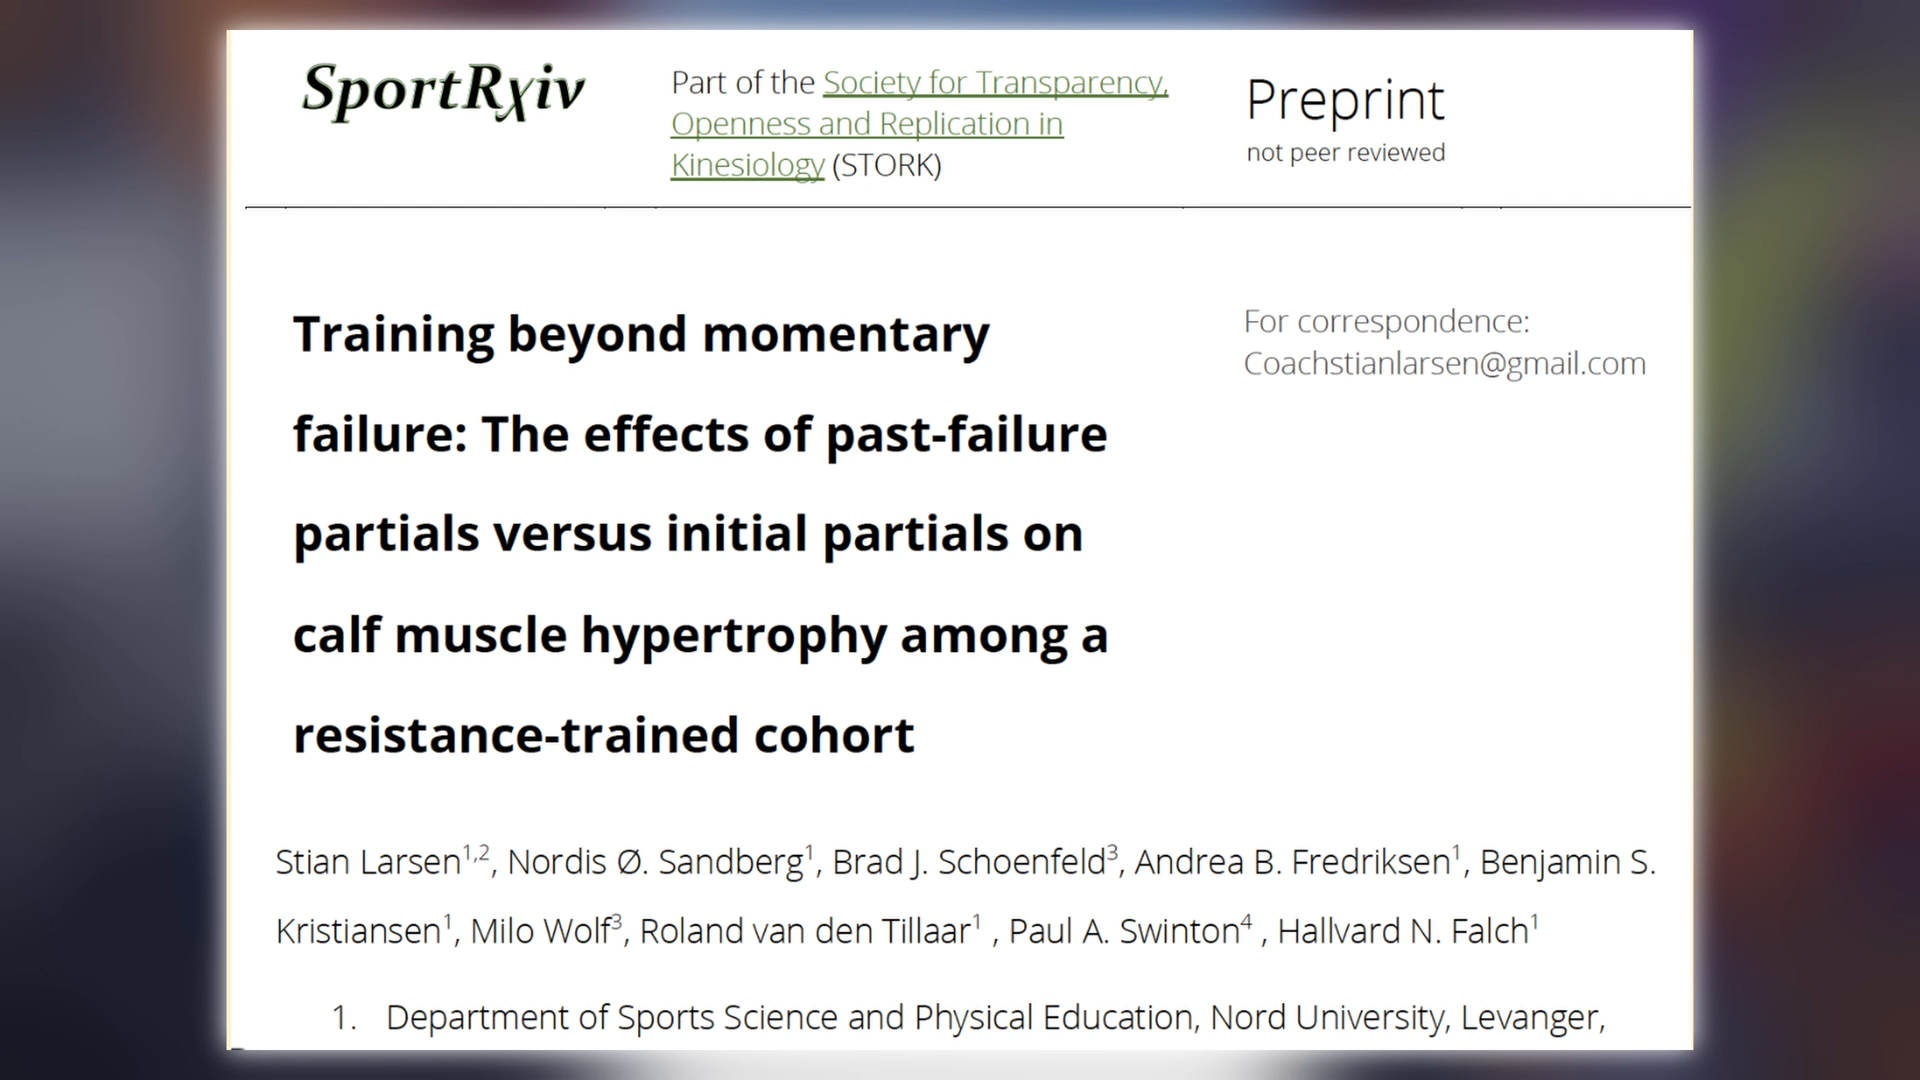 SportRχiv
Part of the Society for Transparency,
Openness and Replication in
Kinesiology (STORK)
Preprint
not peer reviewed
Training beyond momentary
failure: The effects of past-failure
partials versus initial partials on
calf muscle hypertrophy among a
resistance-trained cohort
For correspondence:
Coachstianlarsen@gmail.com
Stian Larsen1,2, Nordis Ø. Sandberg1, Brad J. Schoenfeld3, Andrea B. Fredriksen1, Benjamin S.
Kristiansen1, Milo Wolf3, Roland van den Tillaar1 , Paul A. Swinton4 , Hallvard N. Falch1
1. Department of Sports Science and Physical Education, Nord University, Levanger,